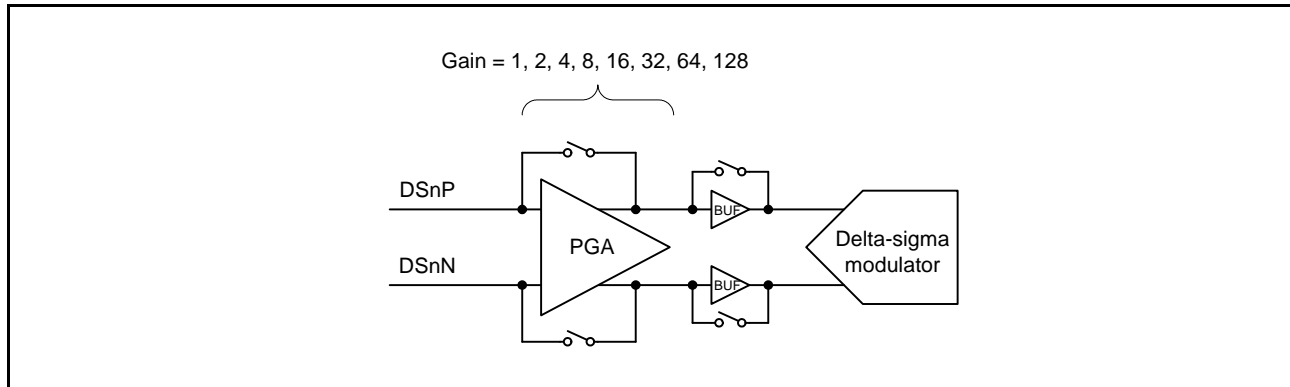 Gain = 1, 2, 4, 8, 16, 32, 64, 128
DSnP
BUF
PGA
Delta-sigma
modulator
DSnN
BUF